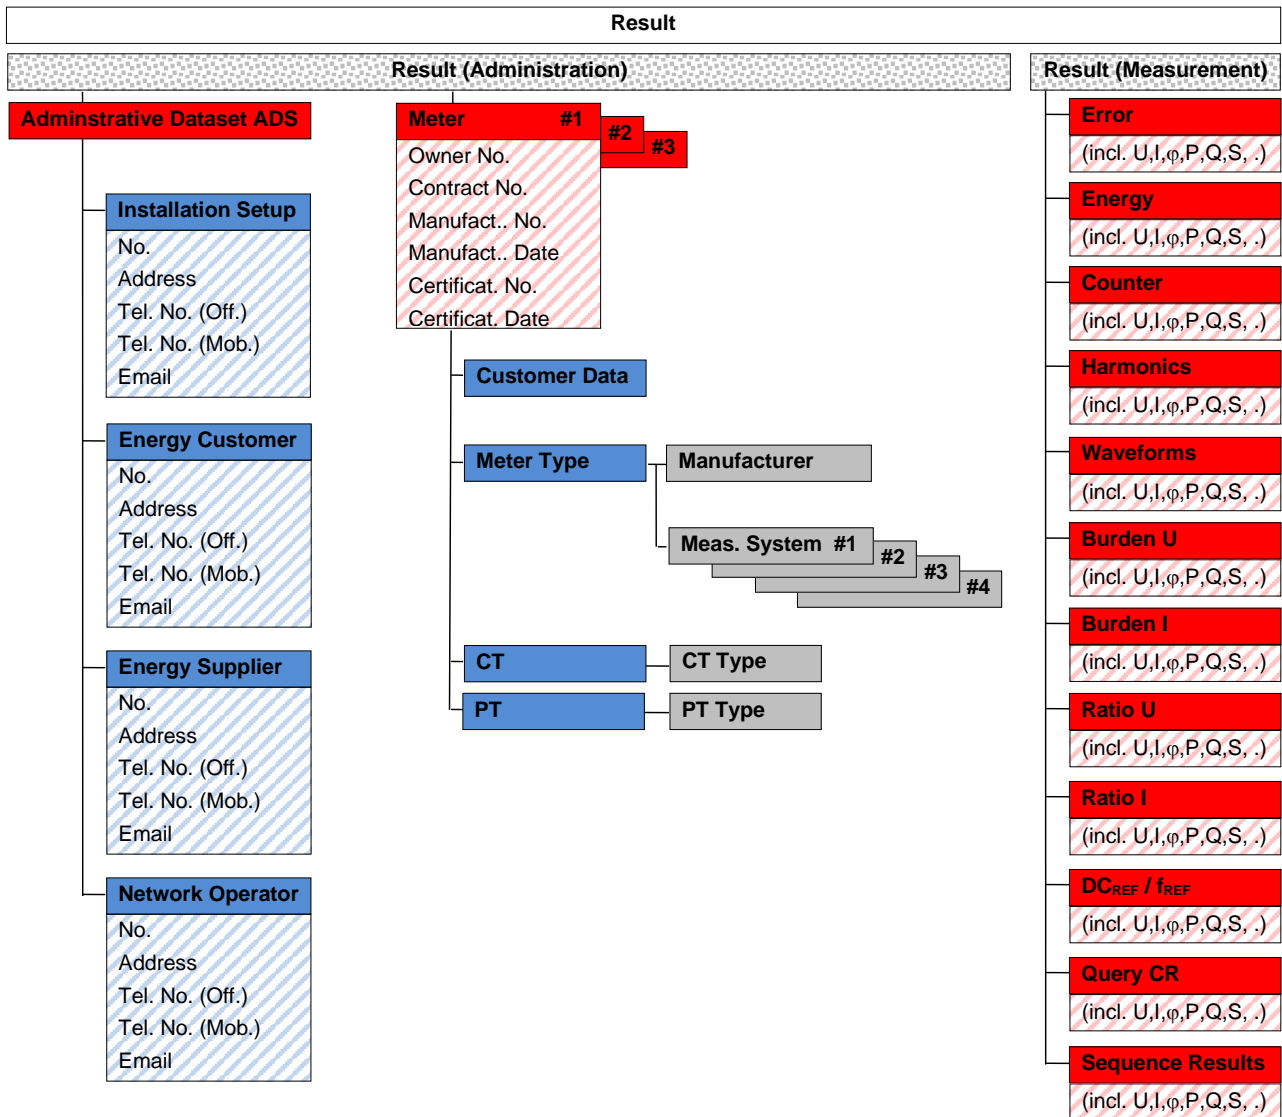 Result
Result (Administration)
Adminstrative Dataset ADS
Installation Setup
No.
Address
Tel. No. (Off.)
Tel. No. (Mob.)
Email
Energy Customer
No.
Address
Tel. No. (Off.)
Tel. No. (Mob.)
Email
Energy Supplier
No.
Address
Tel. No. (Off.)
Tel. No. (Mob.)
Email
Network Operator
No.
Address
Tel. No. (Off.)
Tel. No. (Mob.)
Email
Meter #1
#2
#3
Owner No.
Contract No.
Manufact.. No.
Manufact.. Date
Certificat. No.
Certificat. Date
Customer Data
Meter Type
Manufacturer
Meas. System #1
#2
#3
#4
CT
CT Type
PT
PT Type
Result (Measurement)
Error
(incl. U,I,φ,P,Q,S, .)
Energy
(incl. U,I,φ,P,Q,S, .)
Counter
(incl. U,I,φ,P,Q,S, .)
Harmonics
(incl. U,I,φ,P,Q,S, .)
Waveforms
(incl. U,I,φ,P,Q,S, .)
Burden U
(incl. U,I,φ,P,Q,S, .)
Burden I
(incl. U,I,φ,P,Q,S, .)
Ratio U
(incl. U,I,φ,P,Q,S, .)
Ratio I
(incl. U,I,φ,P,Q,S, .)
DCREF / fREF
(incl. U,I,φ,P,Q,S, .)
Query CR
(incl. U,I,φ,P,Q,S, .)
Sequence Results
(incl. U,I,φ,P,Q,S, .)